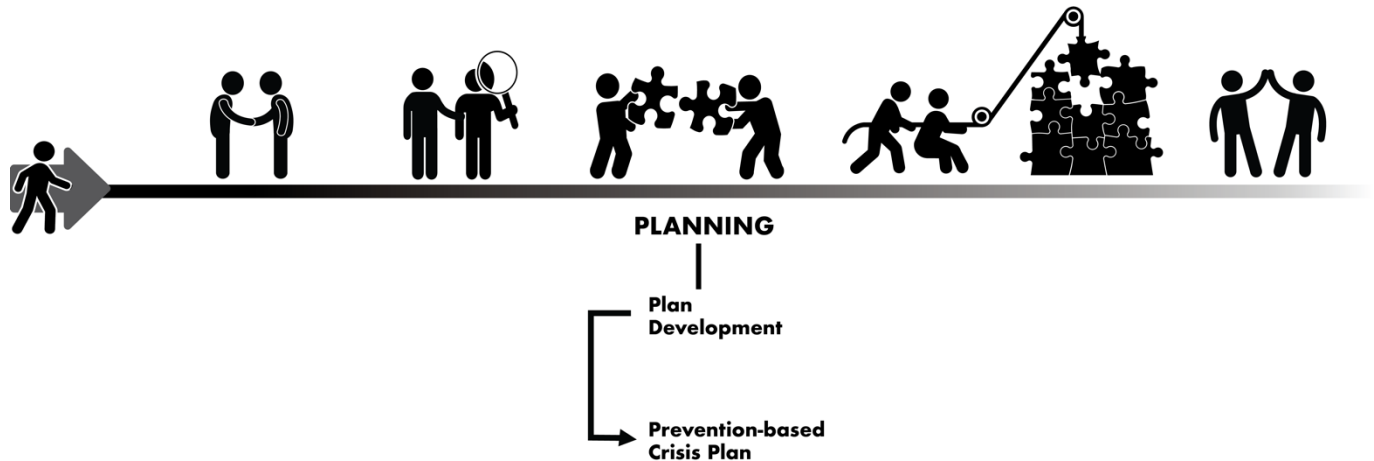 PLANNING
Plan
Development
Prevention-based
Crisis Plan